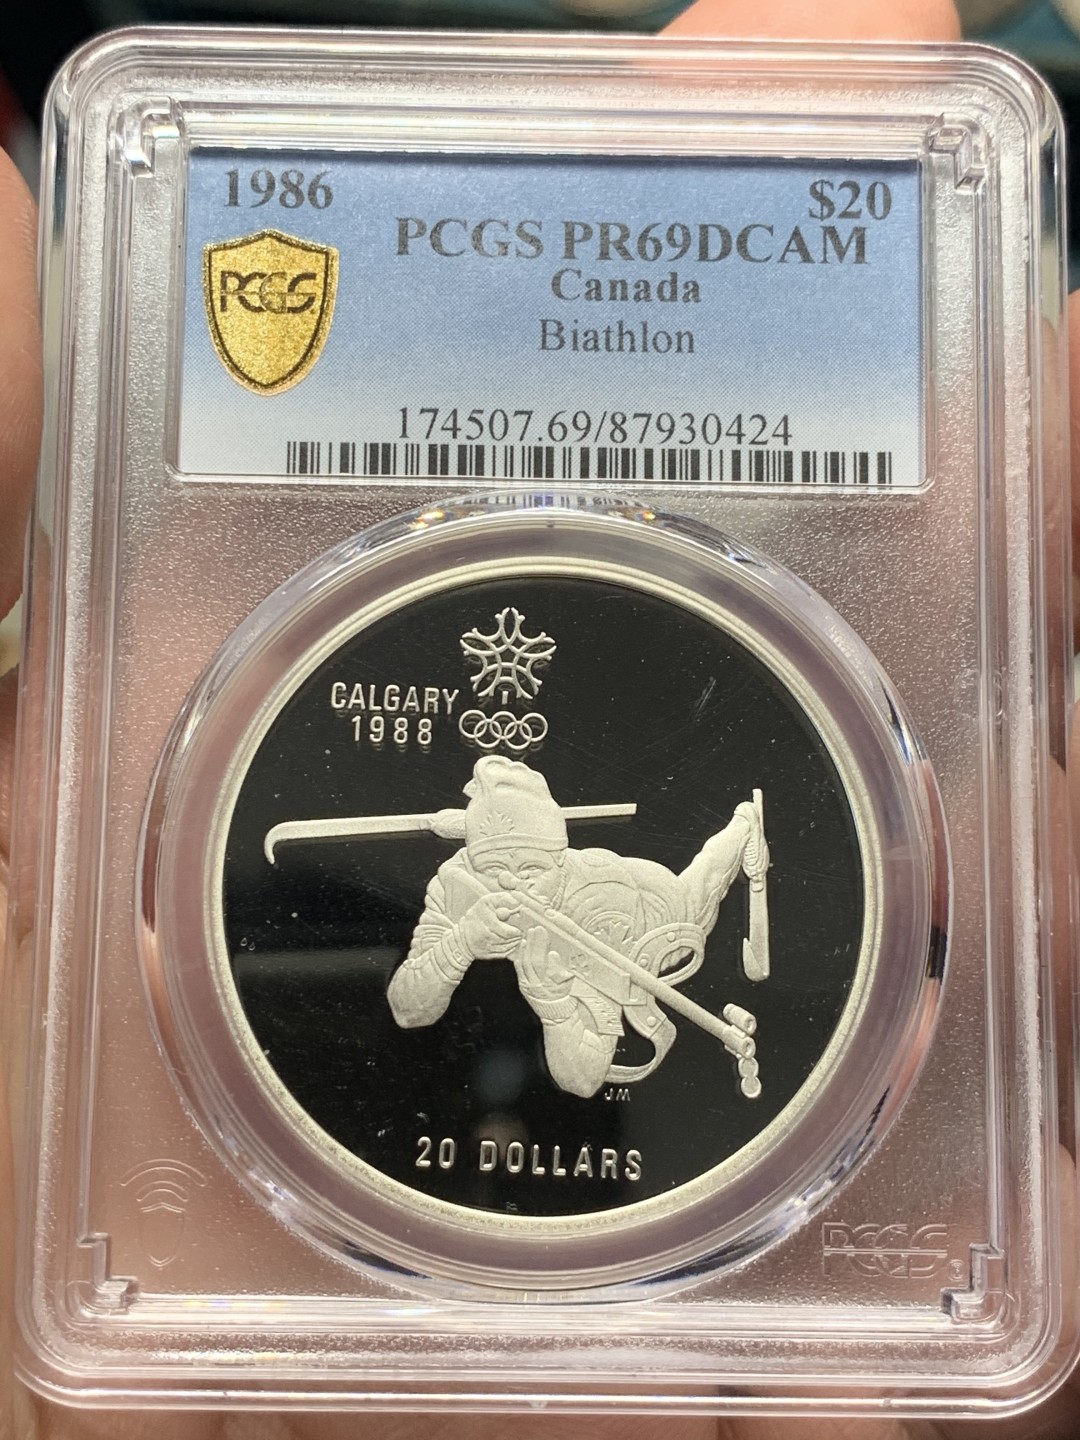 1986 $20
PCGS PR69DCAM
PCGS
Canada
Biathlon
174507.69/87930424
CALGARY
1988
JM
20 DOLLARS
PCGS